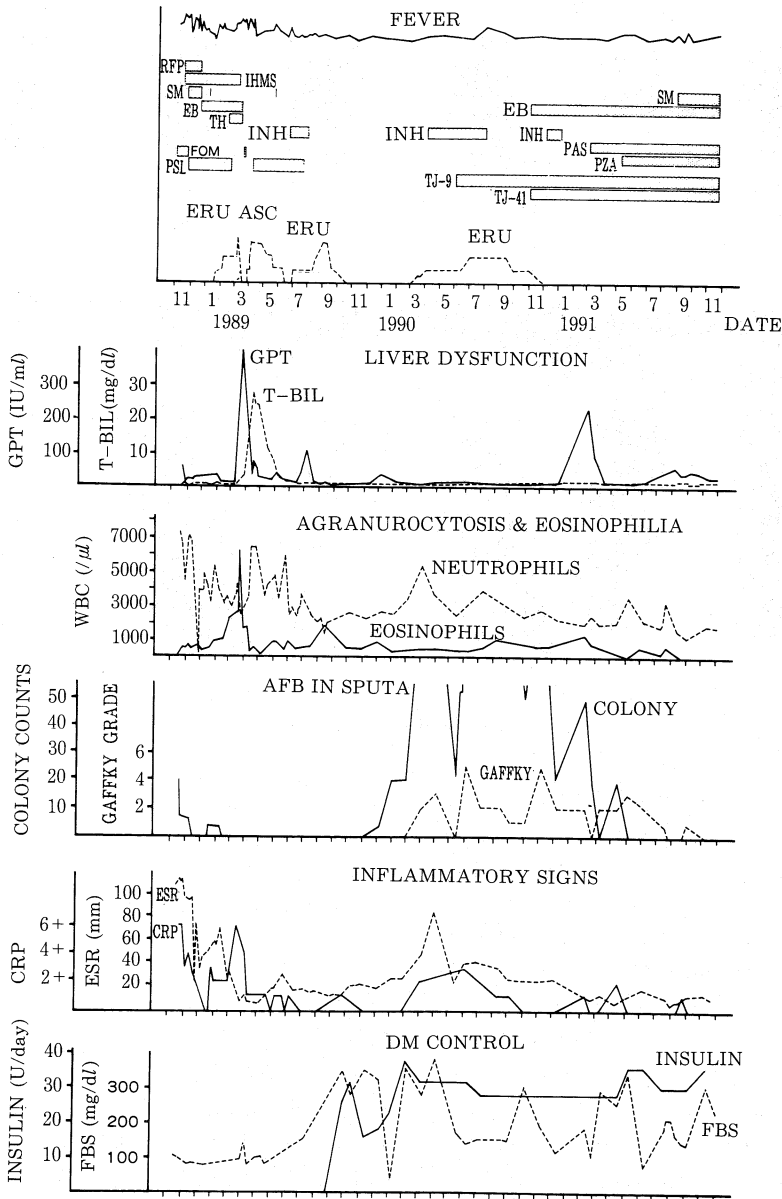 FEVER
RFP
IHMS
SM
SM
EB
EB
TH
INH
INH
INH
PAS
FOM
PZA
PSL
TJ-9
TJ-41
ERU ASC
ERU
ERU
11 1 3 5 7 9 11 1 3 5 7 9 11 1 3 5 7 9 11
1989 1990 1991 DATE
GPT (IU/ml)
T-BIL(mg/dl)
LIVER DYSFUNCTION
GPT
T-BIL
300
200
100
30
20
10
AGRANUROCYTOSIS & EOSINOPHILIA
WBC (/μl)
7000
5000
3000
1000
NEUTROPHILS
EOSINOPHILS
AFB IN SPUTA
COLONY COUNTS
GAFFKY GRADE
50
40
30
20
10
6
4
2
COLONY
GAFFKY
INFLAMMATORY SIGNS
CRP
ESR (mm)
6+
4+
2+
100
80
60
40
20
ESR
CRP
DM CONTROL
INSULIN (U/day)
FBS (mg/dl)
40
30
20
10
300
200
100
INSULIN
FBS